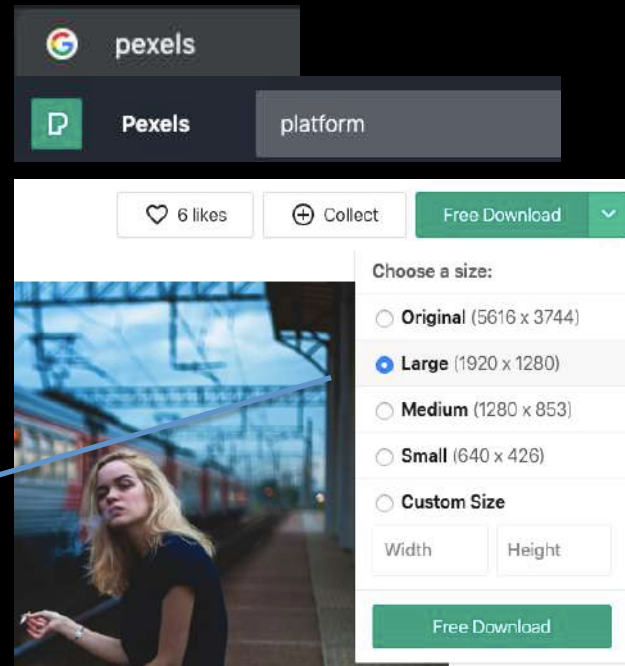 pexels
Pexels platform
6 likes Collect Free Download
Choose a size:
Original (5616 x 3744)
Large (1920 x 1280)
Medium (1280 x 853)
Small (640 x 426)
Custom Size
Width Height
Free Download